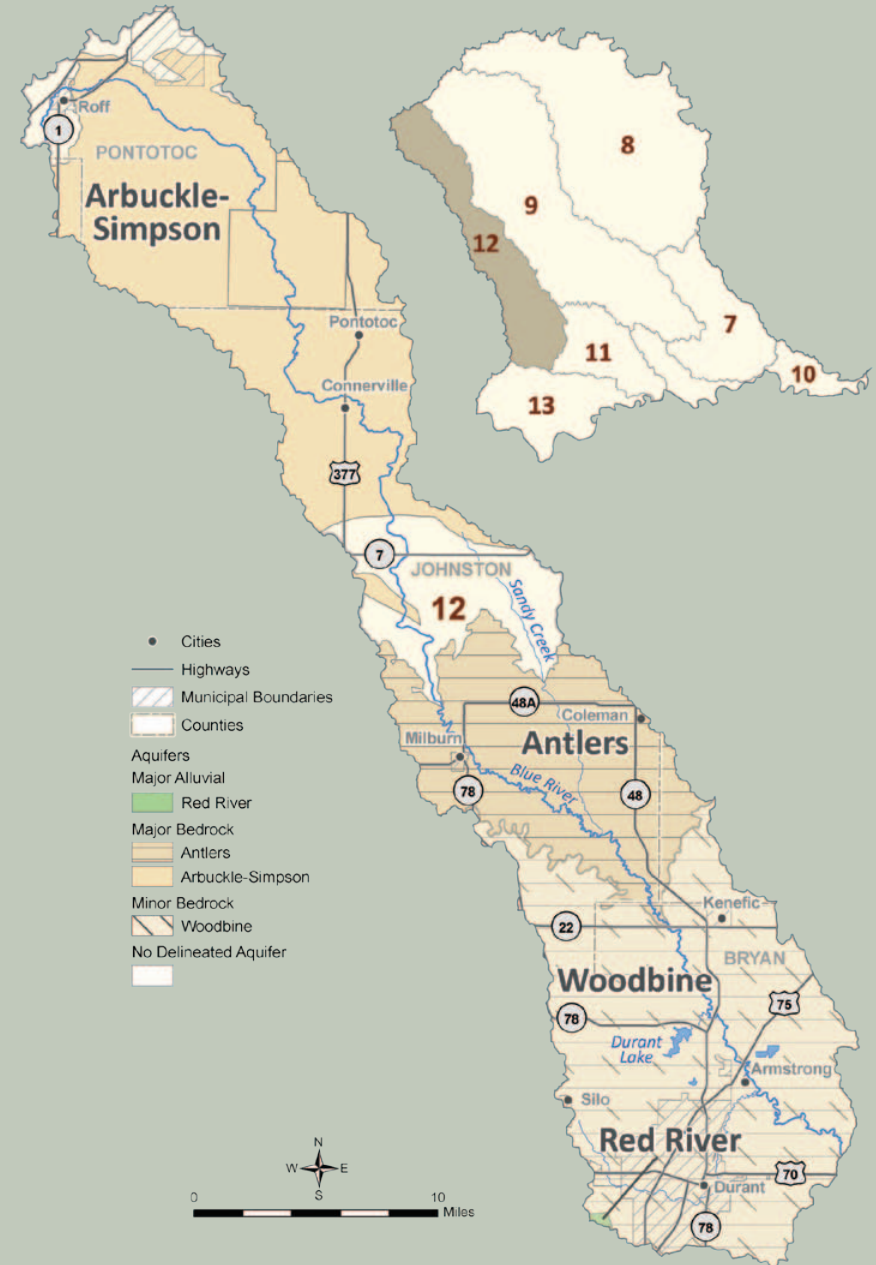 Roff
1
PONTOTOC
Arbuckle-
Simpson
8
9
12
7
11
10
13
Pontotoc
Connerville
377
7
JOHNSTON
12
Sandy Creek
48A
Coleman
Milburn
Antlers
Blue River
78
48
Kenefic
22
BRYAN
Woodbine
75
78
Durant
Lake
Armstrong
Silo
Red River
70
Durant
78
Cities
Highways
Municipal Boundaries
Counties
Aquifers
Major Alluvial
Red River
Major Bedrock
Antlers
Arbuckle-Simpson
Minor Bedrock
Woodbine
No Delineated Aquifer
N
W
E
S
0
10
Miles